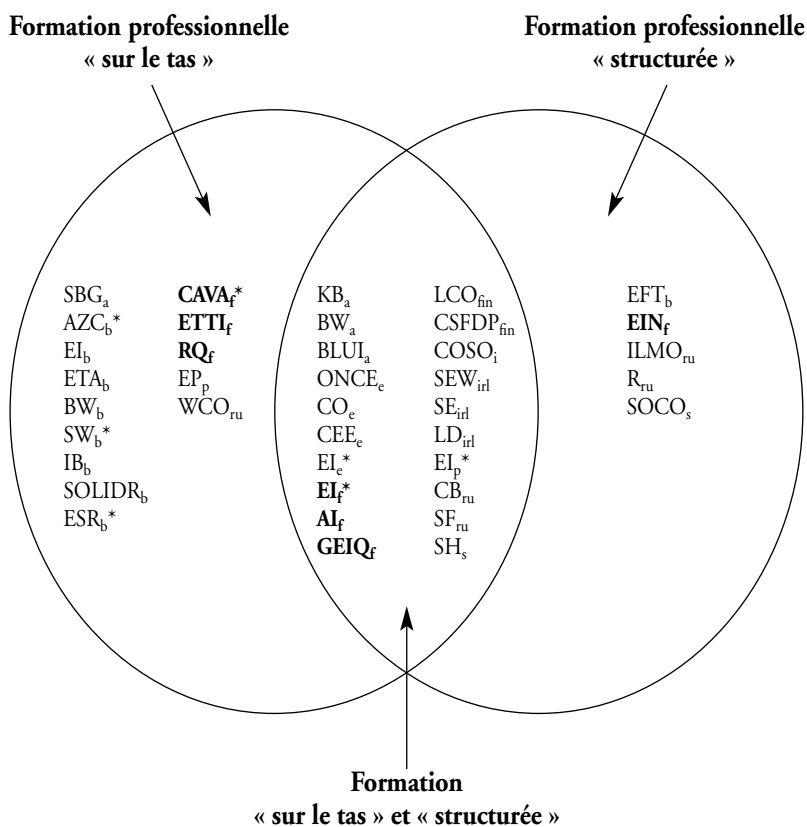 Formation professionnelle
« sur le tas »
Formation professionnelle
« structurée »
SBGa
AZCb*
EIb
ETAb
BWb
SWb*
IBb
SOLIDRb
ESRb*
CAVAf*
ETTIf
RQf
EPp
WCOru
KBa
BWa
BLUIa
ONCEe
COe
CEEe
EIe*
EIf*
AIf
GEIQf
LCOfin
CSFDPfin
COSOi
SEWirl
SEirl
LDirl
EIp*
CBru
SFru
SHs
EFTb
EINf
ILMOru
Rru
SOCOs
Formation
« sur le tas » et « structurée »